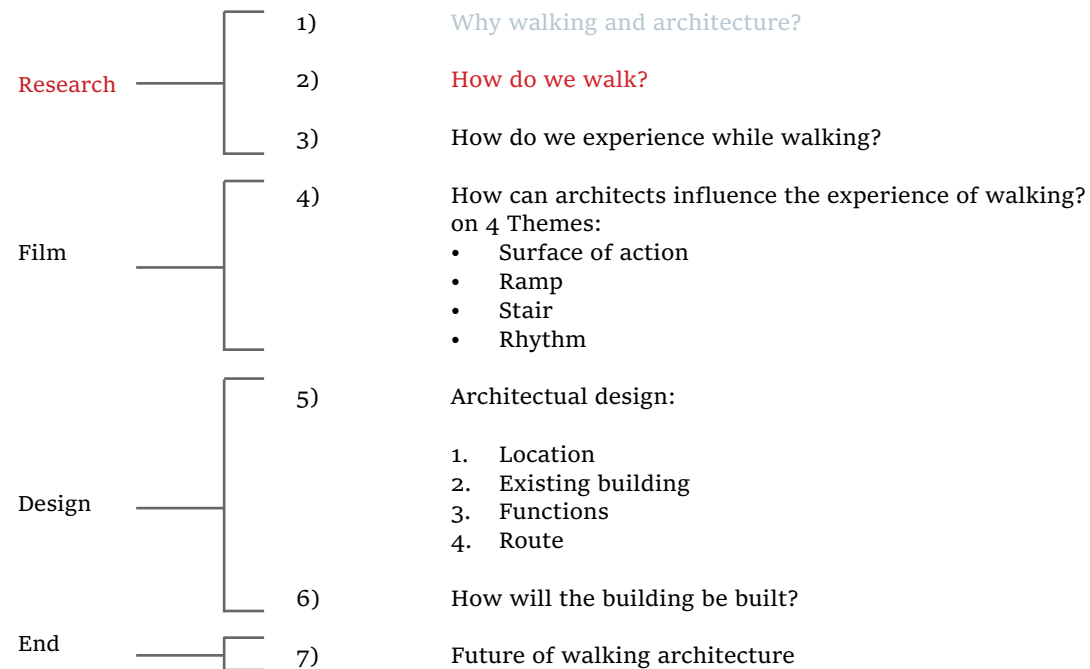 1) Why walking and architecture?
Research 2) How do we walk?
3) How do we experience while walking?
4) How can architects influence the experience of walking?
on 4 Themes:
Film • Surface of action
• Ramp
• Stair
• Rhythm
5) Architectual design:
1. Location
2. Existing building
Design 3. Functions
4. Route
6) How will the building be built?
End
7) Future of walking architecture